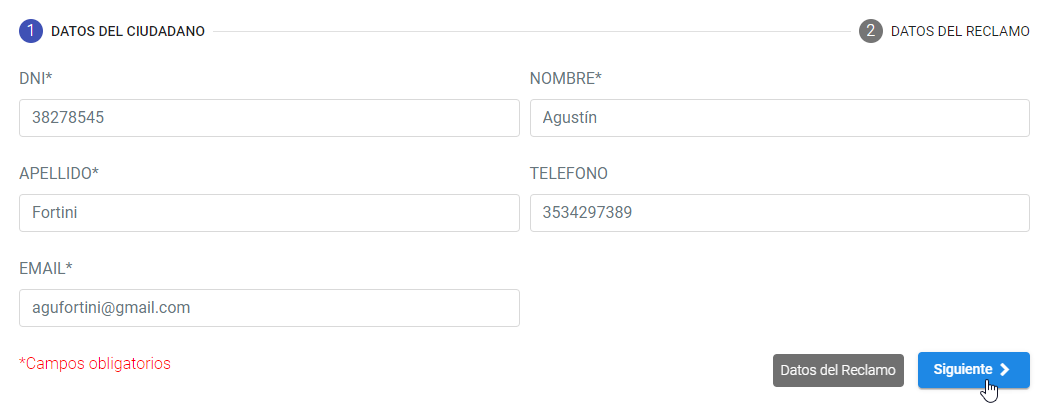 1 DATOS DEL CIUDADANO 2 DATOS DEL RECLAMO
DNI* NOMBRE*
38278545 Agustín
APELLIDO* TELEFONO
Fortini 3534297389
EMAIL*
agufortini@gmail.com
*Campos obligatorios Datos del Reclamo Siguiente